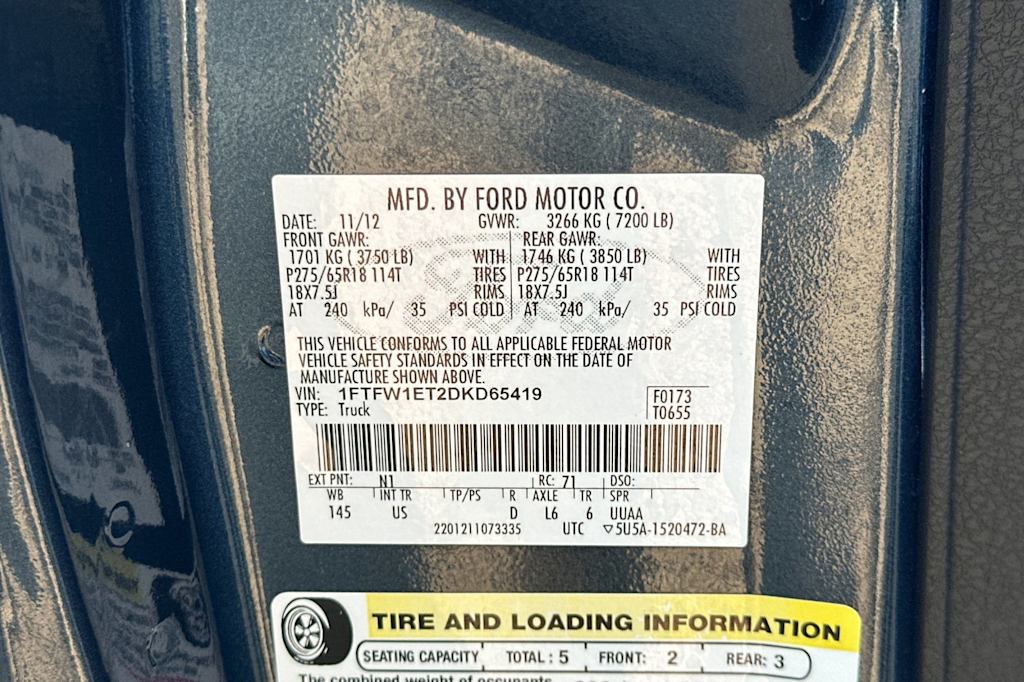 MFD. BY FORD MOTOR CO.
DATE: 11/12 GVWR: 3266 KG ( 7200 LB)
FRONT GAWR: REAR GAWR:
1701 KG ( 3750 LB) WITH 1746 KG ( 3850 LB) WITH
P275/65R18 114T TIRES P275/65R18 114T TIRES
18X7.5J RIMS 18X7.5J RIMS
AT 240 kPa/ 35 PSI COLD AT 240 kPa/ 35 PSI COLD
THIS VEHICLE CONFORMS TO ALL APPLICABLE FEDERAL MOTOR
VEHICLE SAFETY STANDARDS IN EFFECT ON THE DATE OF
MANUFACTURE SHOWN ABOVE.
VIN: 1FTFW1ET2DKD65419 F0173
TYPE: Truck T0655
EXT PNT: N1 RC: 71 DSO:
WB INT TR TP/PS R AXLE TR SPR
145 US D L6 6 UUAA
2201211073335 UTC ▽5U5A-1520472-BA
TIRE AND LOADING INFORMATION
SEATING CAPACITY TOTAL : 5 FRONT: 2 REAR: 3
The combined weight of occupants